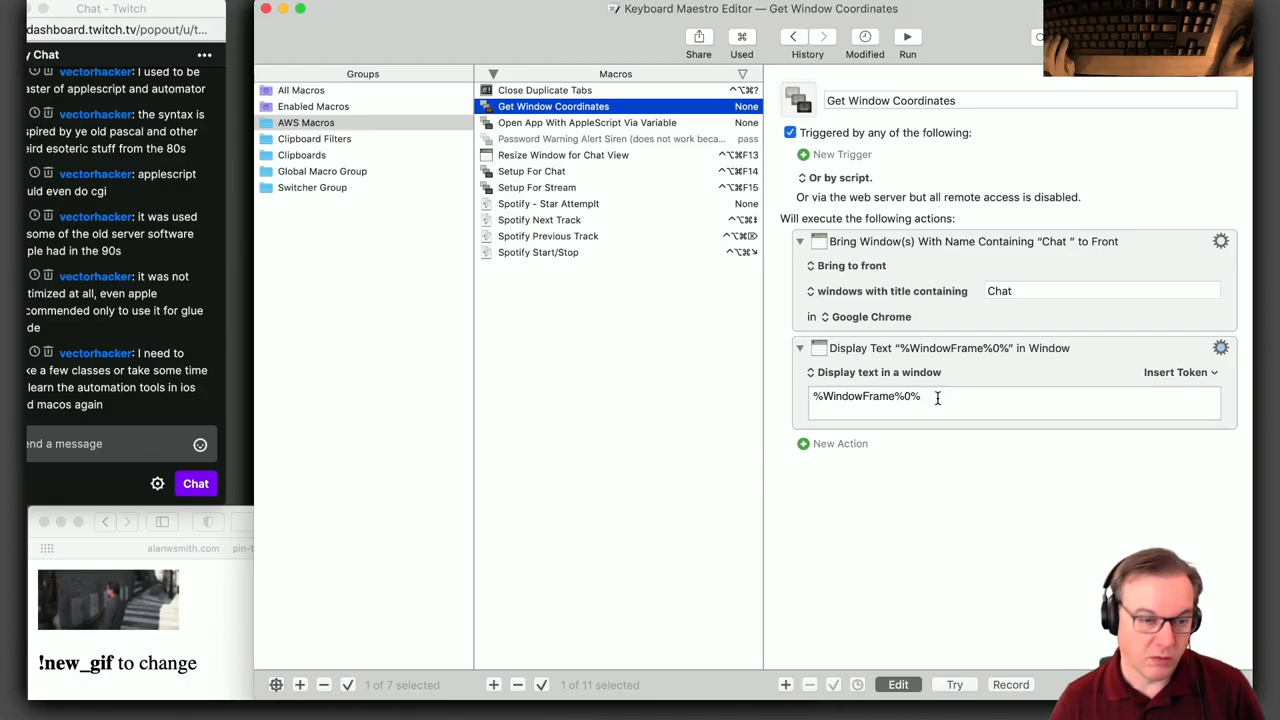 Chat - Twitch
dashboard.twitch.tv/popout/u/t...
y Chat
vectorhacker: I used to be
aster of applescript and
automator
vectorhacker: the syntax is
spired by ye old pascal and other
eird esoteric stuff from the 80s
vectorhacker: applescript
uld even do cgi
vectorhacker: it was used
some of the old server software
ple had in the 90s
vectorhacker: it was not
timized at all, even apple
commended only to use it for glue
de
vectorhacker: I need to
ke a few classes or take some time
learn the automation tools in ios
d macos again
end a message
Chat
alanwsmith.com pin-t
!new_gif to change
Keyboard Maestro Editor — Get Window Coordinates
Share
Used
History
Modified
Run
Groups
All Macros
Enabled Macros
AWS Macros
Clipboard Filters
Clipboards
Global Macro Group
Switcher Group
1 of 7 selected
Macros
Close Duplicate Tabs ^⌥⌘?
Get Window Coordinates None
Open App With AppleScript Via Variable None
Password Warning Alert Siren (does not work beca... pass
Resize Window for Chat View ^⌥⌘F13
Setup For Chat ^⌥⌘F14
Setup For Stream ^⌥⌘F15
Spotify - Star AttempIt None
Spotify Next Track ^⌥⌘⇟
Spotify Previous Track ^⌥⌘⌦
Spotify Start/Stop ^⌥⌘↘
1 of 11 selected
Get Window Coordinates
Triggered by any of the following:
New Trigger
Or by script.
Or via the web server but all remote access is disabled.
Will execute the following actions:
Bring Window(s) With Name Containing “Chat ” to Front
Bring to front
windows with title containing Chat
in Google Chrome
Display Text “%WindowFrame%0%” in Window
Display text in a window Insert Token
%WindowFrame%0%
New Action
Edit Try Record